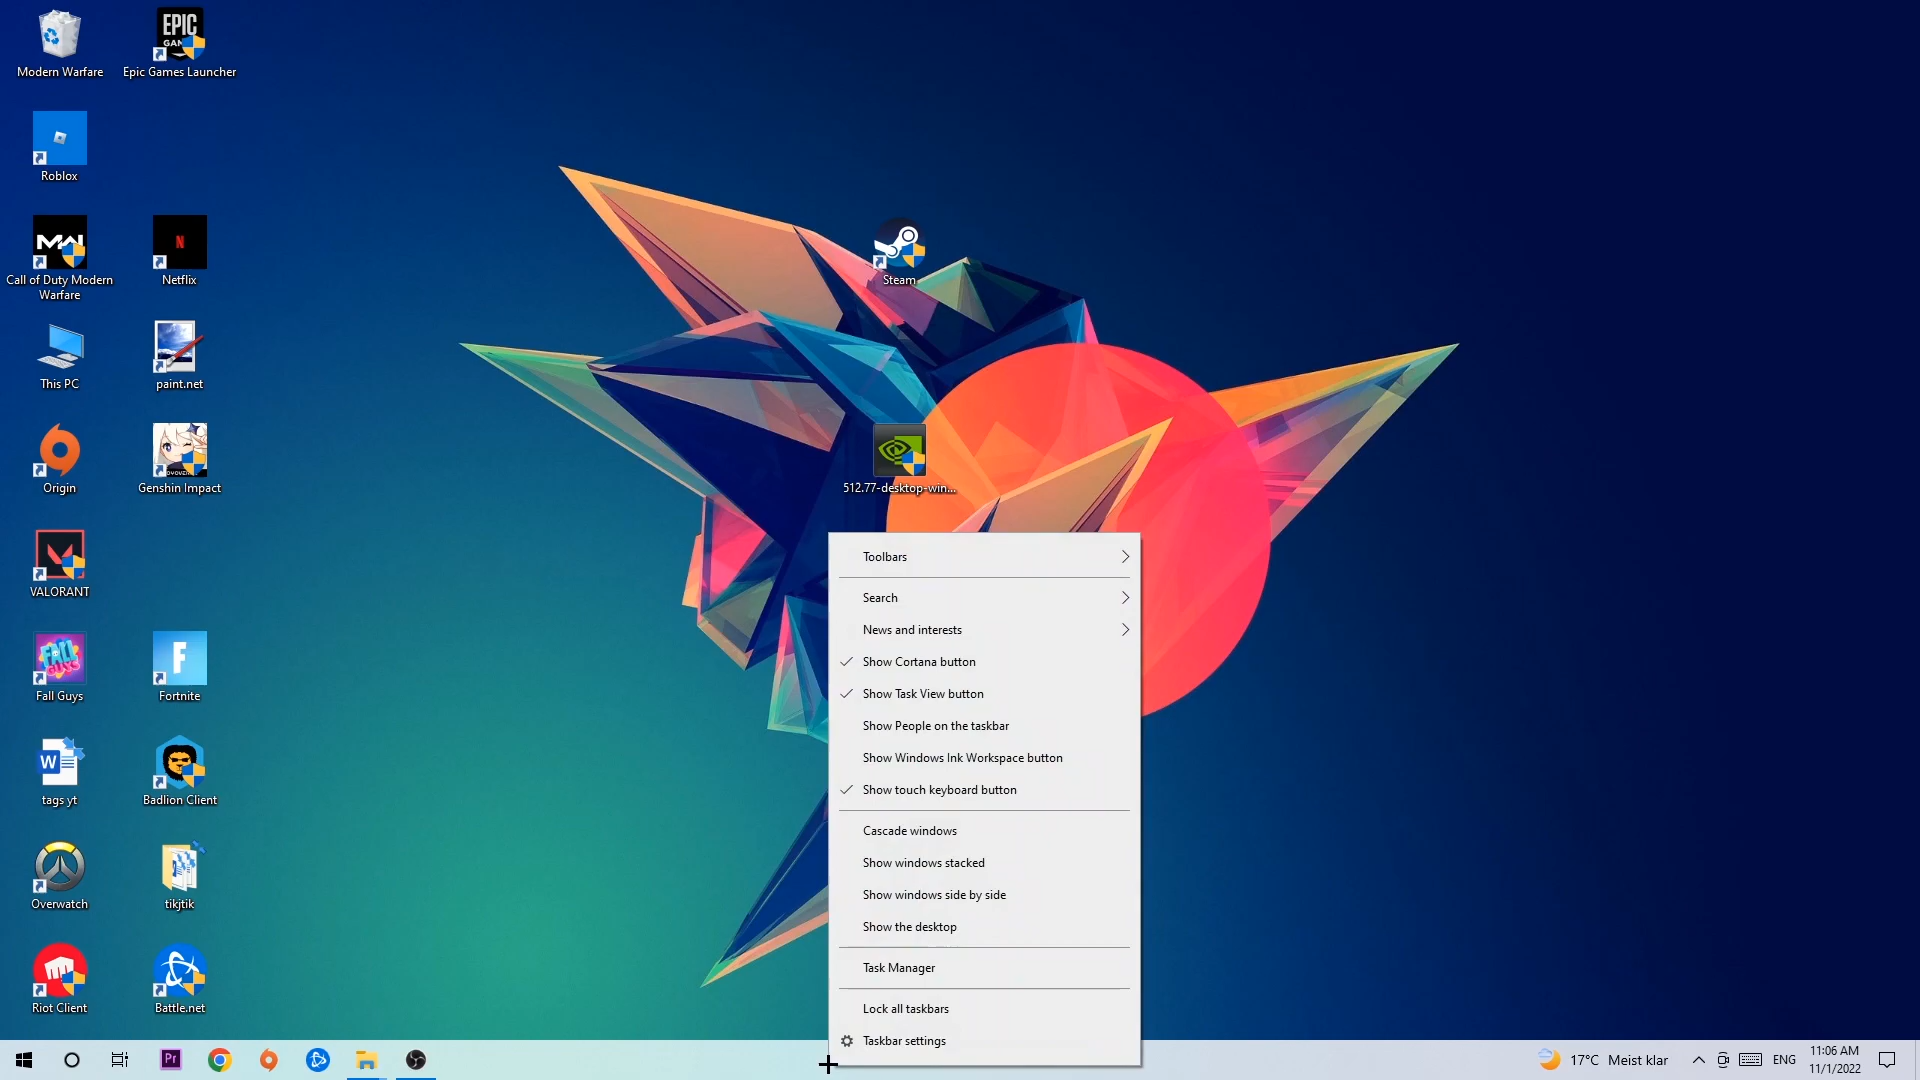 Modern Warfare
EPIC
GAM
Epic Games Launcher
Roblox
MW
Call of Duty Modern
Warfare
N
Netflix
This PC
paint.net
Origin
Genshin Impact
VALORANT
FALL
GUYS
Fall Guys
F
Fortnite
W
tags yt
Badlion Client
Overwatch
tikjtik
Riot Client
Battle.net
Steam
512.77-desktop-win...
Toolbars
Search
News and interests
Show Cortana button
Show Task View button
Show People on the taskbar
Show Windows Ink Workspace button
Show touch keyboard button
Cascade windows
Show windows stacked
Show windows side by side
Show the desktop
Task Manager
Lock all taskbars
Taskbar settings
Pr
17°C Meist klar
ENG
11:06 AM
11/1/2022